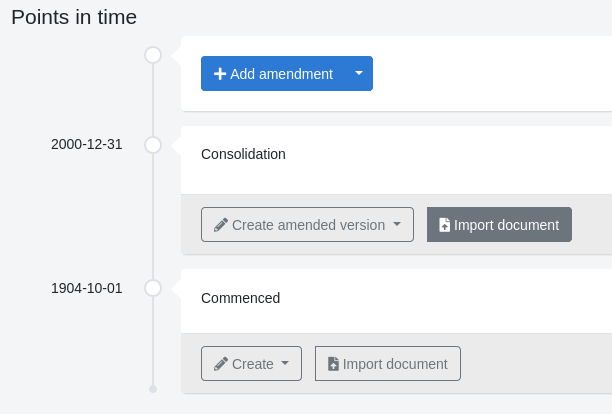 Points in time
Add amendment
2000-12-31
Consolidation
Create amended version
Import document
1904-10-01
Commenced
Create
Import document